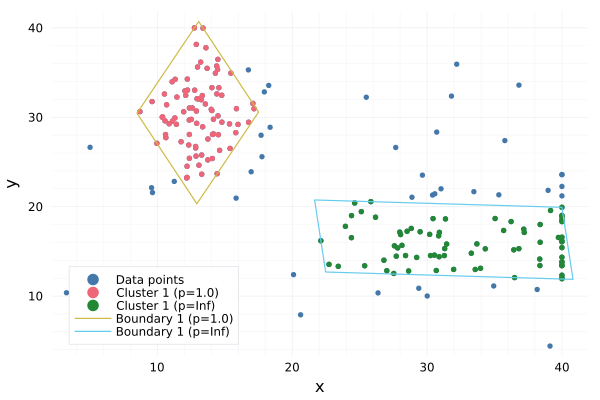 40
30
20
10
y
Data points
Cluster 1 (p=1.0)
Cluster 1 (p=Inf)
Boundary 1 (p=1.0)
Boundary 1 (p=Inf)
10
20
30
40
x